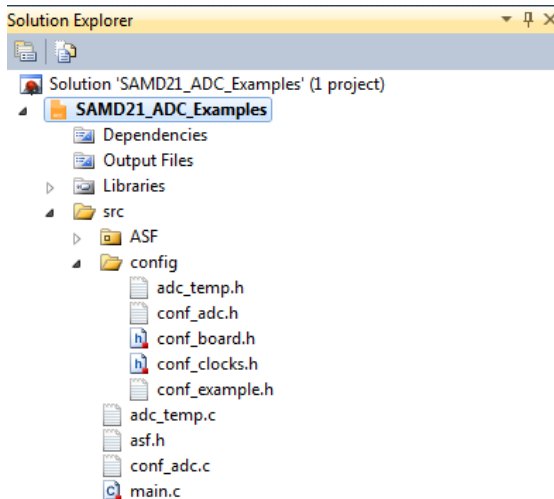 Solution Explorer
Solution 'SAMD21_ADC_Examples' (1 project)
SAMD21_ADC_Examples
Dependencies
Output Files
Libraries
src
ASF
config
adc_temp.h
conf_adc.h
conf_board.h
conf_clocks.h
conf_example.h
adc_temp.c
asf.h
conf_adc.c
main.c